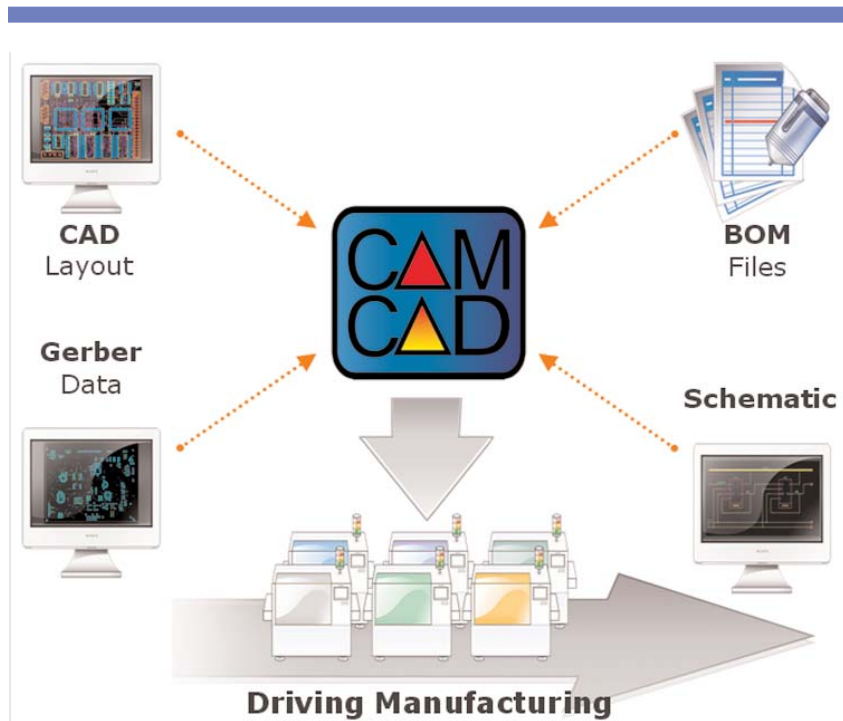 CAD
Layout
BOM
Files
CAM
CAD
Gerber
Data
Schematic
Driving Manufacturing